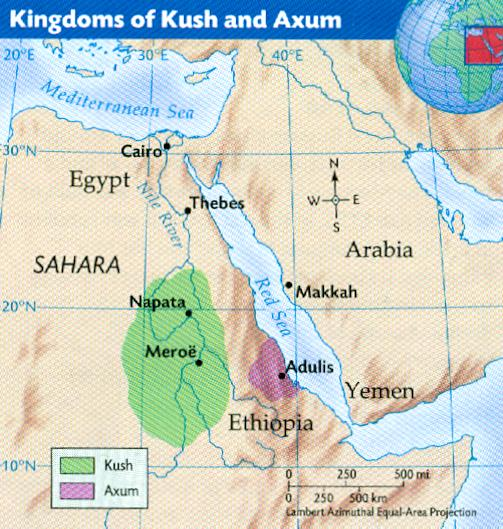 Kingdoms of Kush and Axum
20°E
30°E
40°E
Mediterranean Sea
30°N
Cairo
Egypt
Nile River
Thebes
N
W E
S
SAHARA
Arabia
Red Sea
Napata
Makkah
20°N
Meroë
Adulis
Yemen
Ethiopia
Kush
Axum
10°N
0 250 500 mi.
0 250 500 km
Lambert Azimuthal Equal-Area Projection